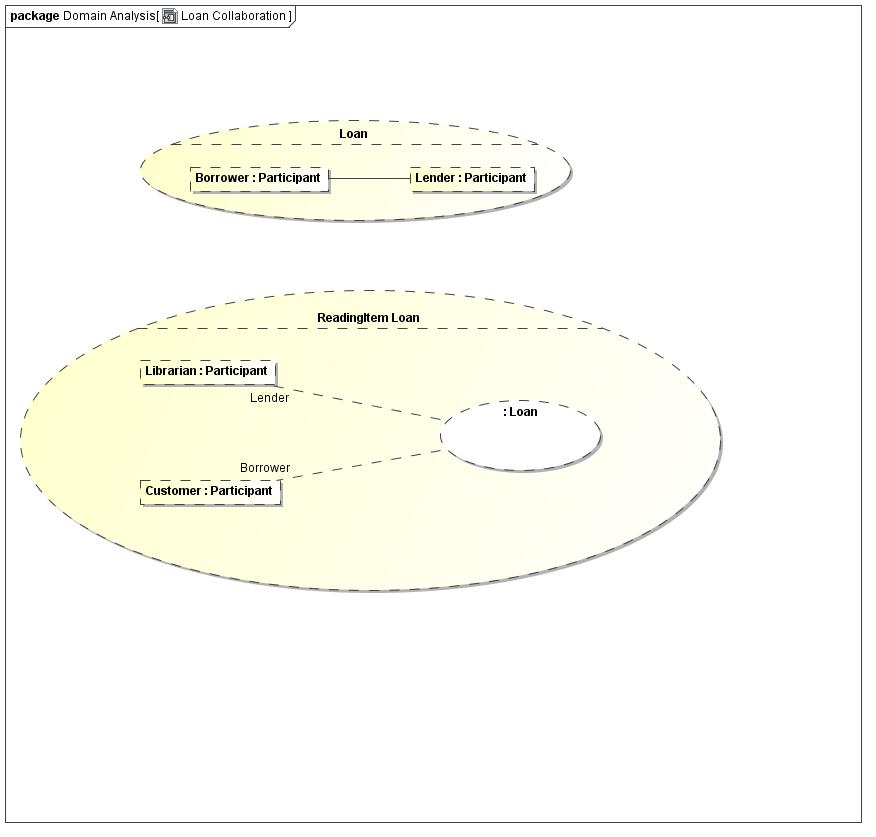 package Domain Analysis[ Loan Collaboration ]
Loan
Borrower : Participant
Lender : Participant
ReadingItem Loan
Librarian : Participant
Lender
: Loan
Borrower
Customer : Participant